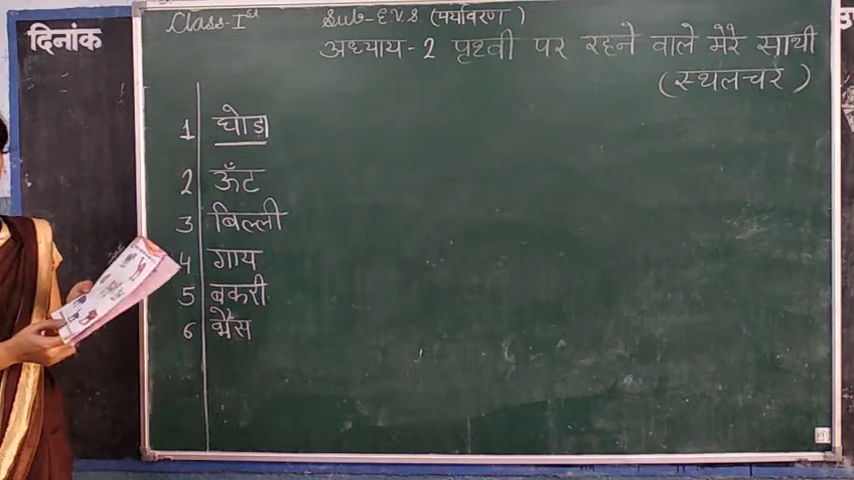 दिनांक
Class-Ist Sub-E.V.S (पर्यावरण)
अध्याय-2 पृथ्वी पर रहने वाले मेरे साथी
(स्थलचर)
1 घोड़ा
2 ऊँट
3 बिल्ली
4 गाय
5 बकरी
6 भैंस